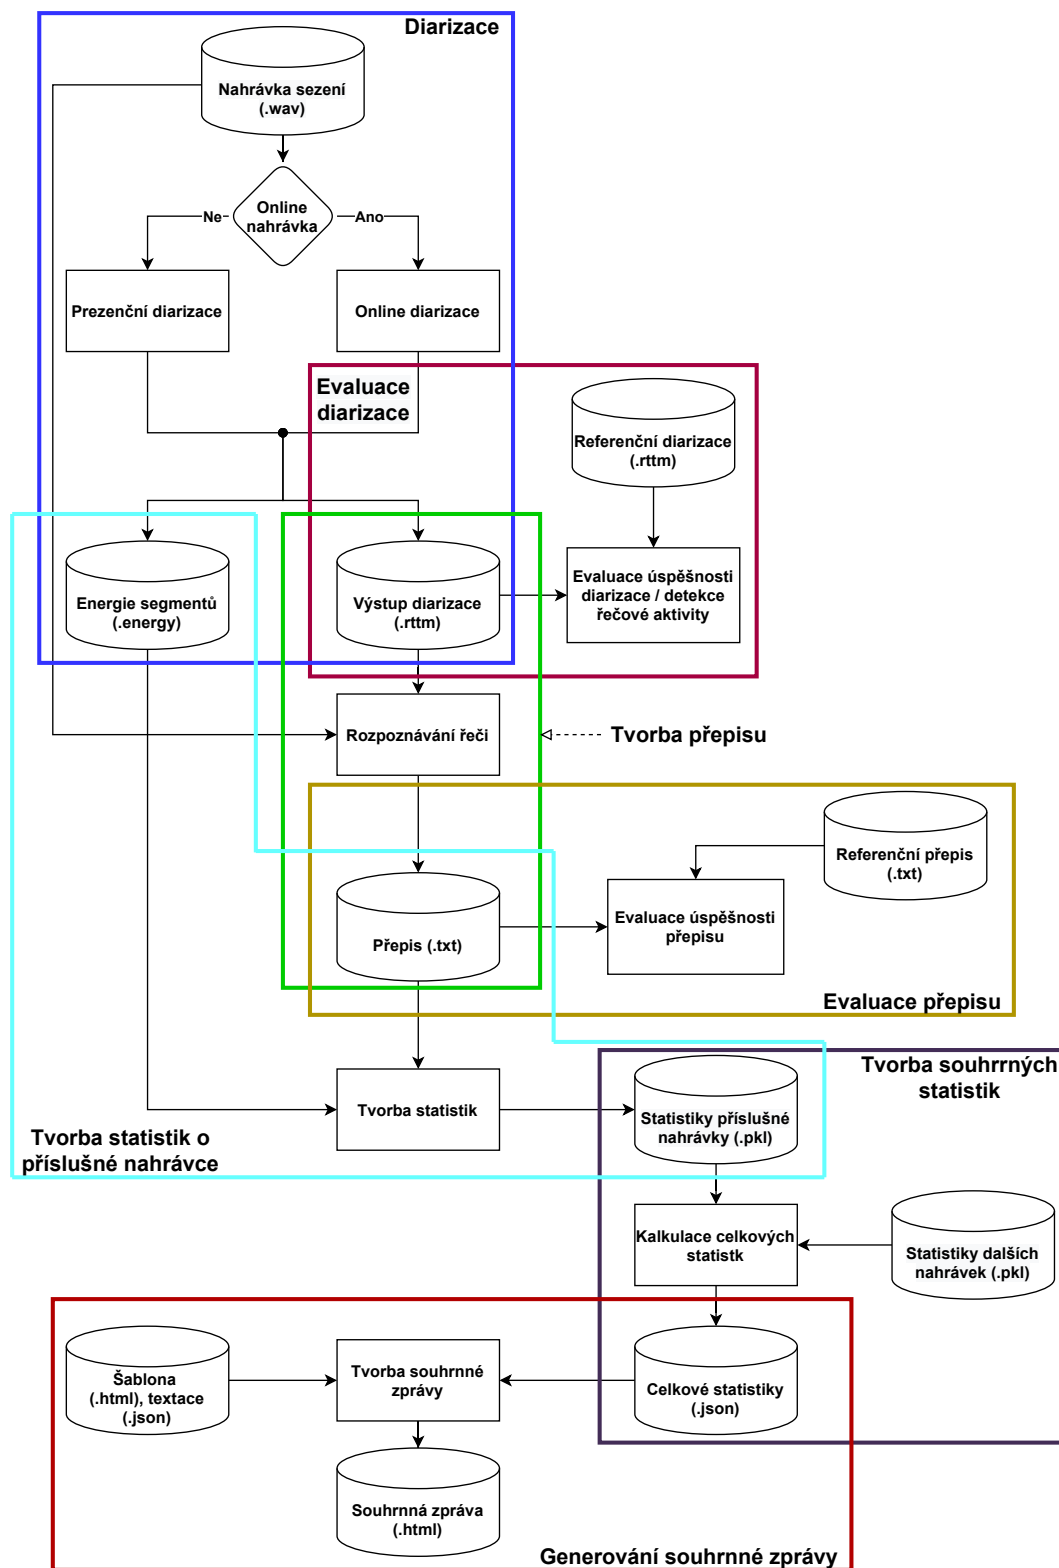 Diarizace
Nahrávka sezení
(.wav)
Online
nahrávka
Ne
Ano
Prezenční diarizace
Online diarizace
Evaluace
diarizace
Referenční diarizace
(.rttm)
Energie segmentů
(.energy)
Výstup diarizace
(.rttm)
Evaluace úspěšnosti
diarizace / detekce
řečové aktivity
Rozpoznávání řeči
Tvorba přepisu
Referenční přepis
(.txt)
Přepis (.txt)
Evaluace úspěšnosti
přepisu
Evaluace přepisu
Tvorba souhrrných
statistik
Tvorba statistik
Statistiky příslušné
nahrávky (.pkl)
Tvorba statistik o
příslušné nahrávce
Kalkulace celkových
statistk
Statistiky dalších
nahrávek (.pkl)
Šablona
(.html), textace
(.json)
Tvorba souhrnné
zprávy
Celkové statistiky
(.json)
Souhrnná zpráva
(.html)
Generování souhrnné zprávy